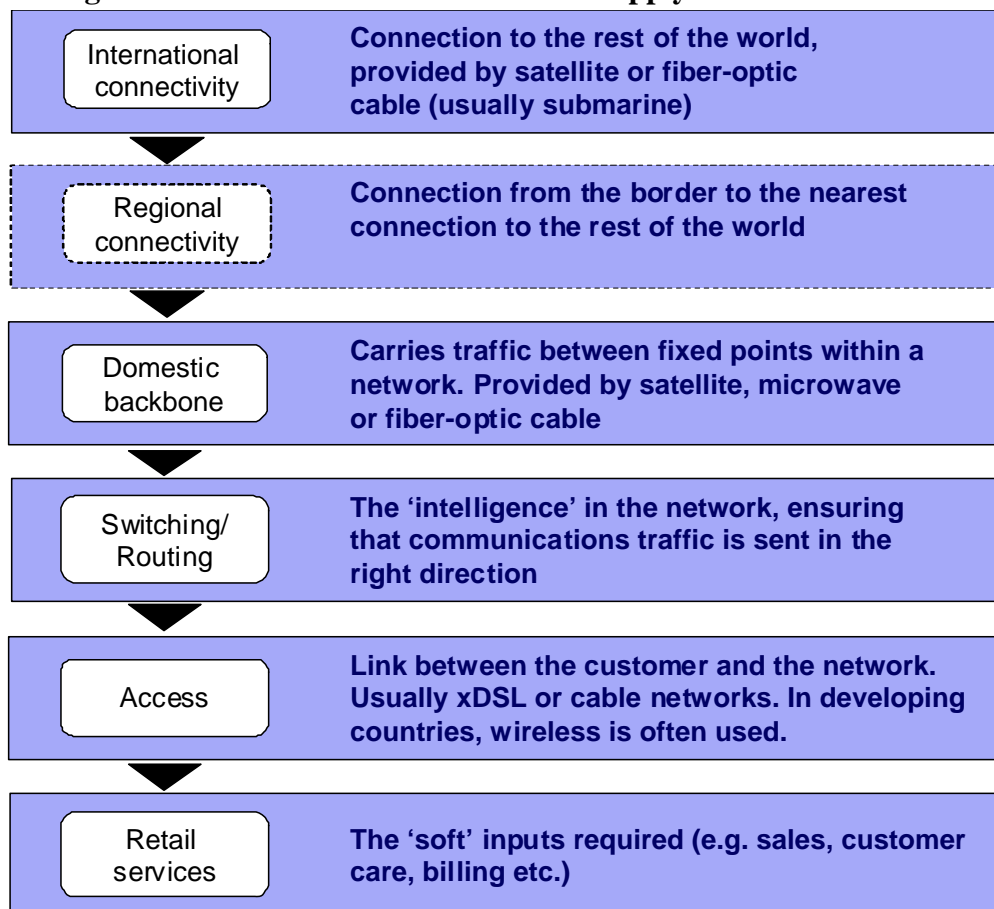 International
connectivity
Connection to the rest of the world,
provided by satellite or fiber-optic
cable (usually submarine)
Regional
connectivity
Connection from the border to the nearest
connection to the rest of the world
Domestic
backbone
Carries traffic between fixed points within a
network. Provided by satellite, microwave
or fiber-optic cable
Switching/
Routing
The ‘intelligence’ in the network, ensuring
that communications traffic is sent in the
right direction
Access
Link between the customer and the network.
Usually xDSL or cable networks. In developing
countries, wireless is often used.
Retail
services
The ‘soft’ inputs required (e.g. sales, customer
care, billing etc.)